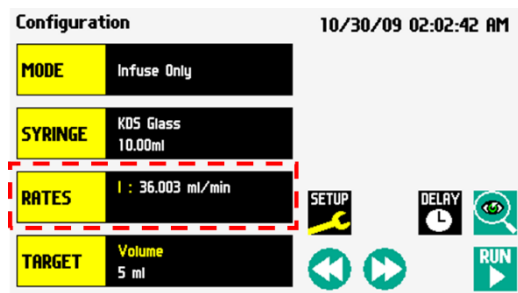 Configuration
10/30/09 02:02:42 AM
MODE
Infuse Only
SYRINGE
KDS Glass
10.00ml
RATES
I : 36.003 ml/min
TARGET
Volume
5 ml
SETUP
DELAY
RUN